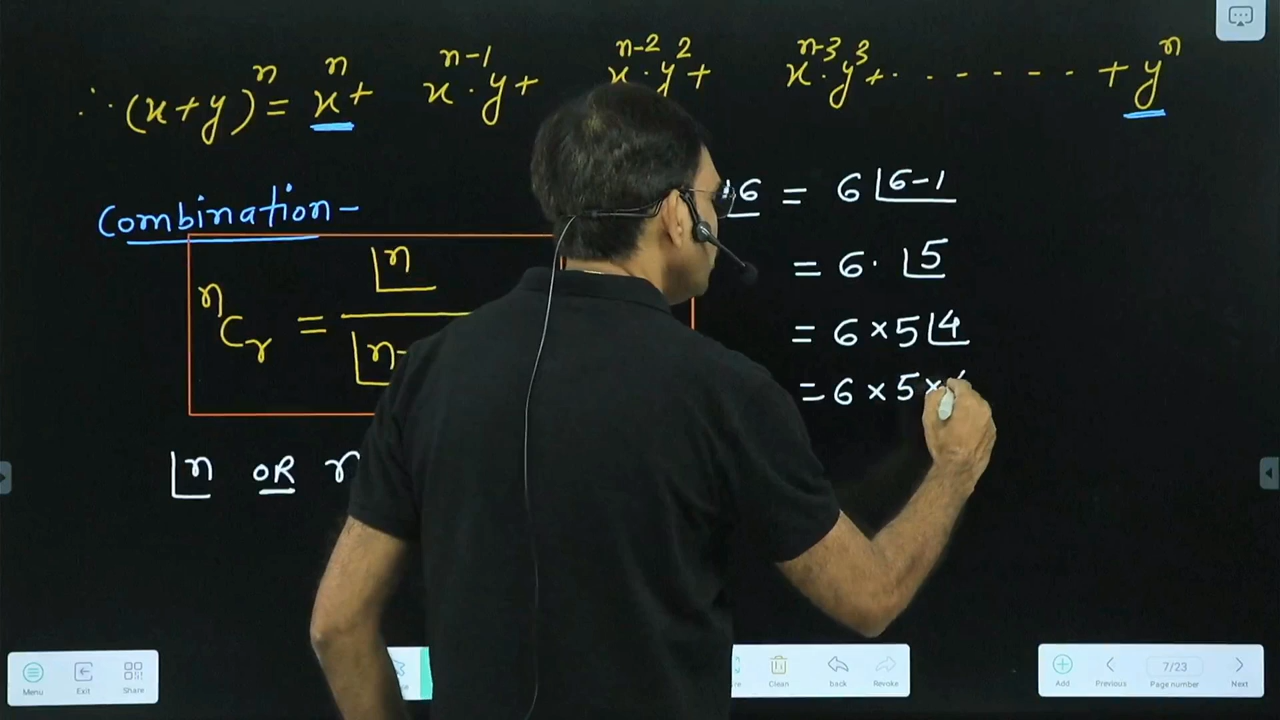 ∴ (x+y)ⁿ = xⁿ + xⁿ⁻¹·y + xⁿ⁻²·y² + xⁿ⁻³·y³ + ........ + yⁿ
Combination-
ⁿCᵣ = |n
|n-
|n OR n
|6 = 6|6-1
= 6·|5
= 6×5|4
= 6×5×
Menu Exit Share Clean back Revoke Add Previous 7/23 Page number Next